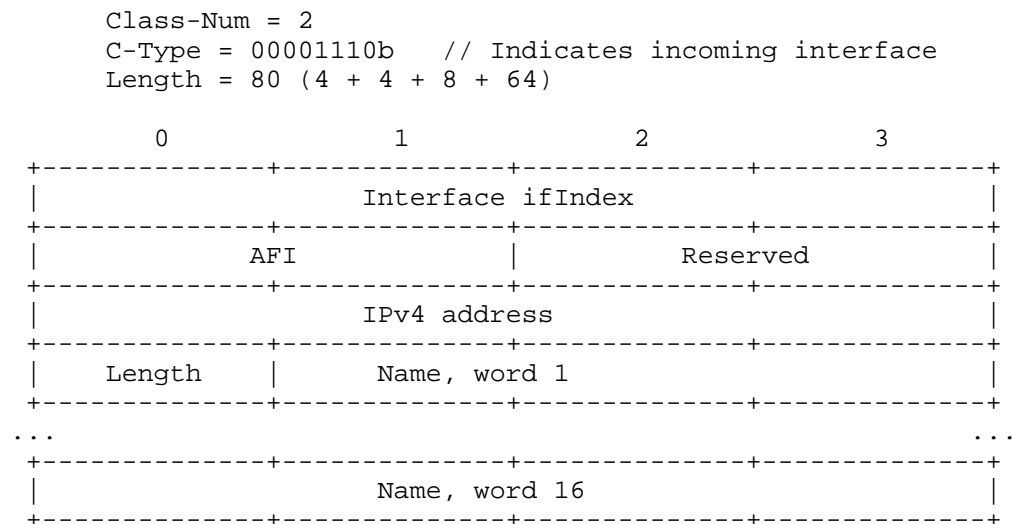 Class-Num = 2
C-Type = 00001110b   // Indicates incoming interface
Length = 80 (4 + 4 + 8 + 64)

       0              1              2              3
+--------------+--------------+--------------+--------------+
|                    Interface ifIndex                      |
+--------------+--------------+--------------+--------------+
|             AFI             |          Reserved           |
+--------------+--------------+--------------+--------------+
|                    IPv4 address                           |
+--------------+--------------+--------------+--------------+
|    Length    |      Name, word 1                          |
+--------------+--------------+--------------+--------------+
...                                                         ...
+--------------+--------------+--------------+--------------+
|                     Name, word 16                         |
+--------------+--------------+--------------+--------------+